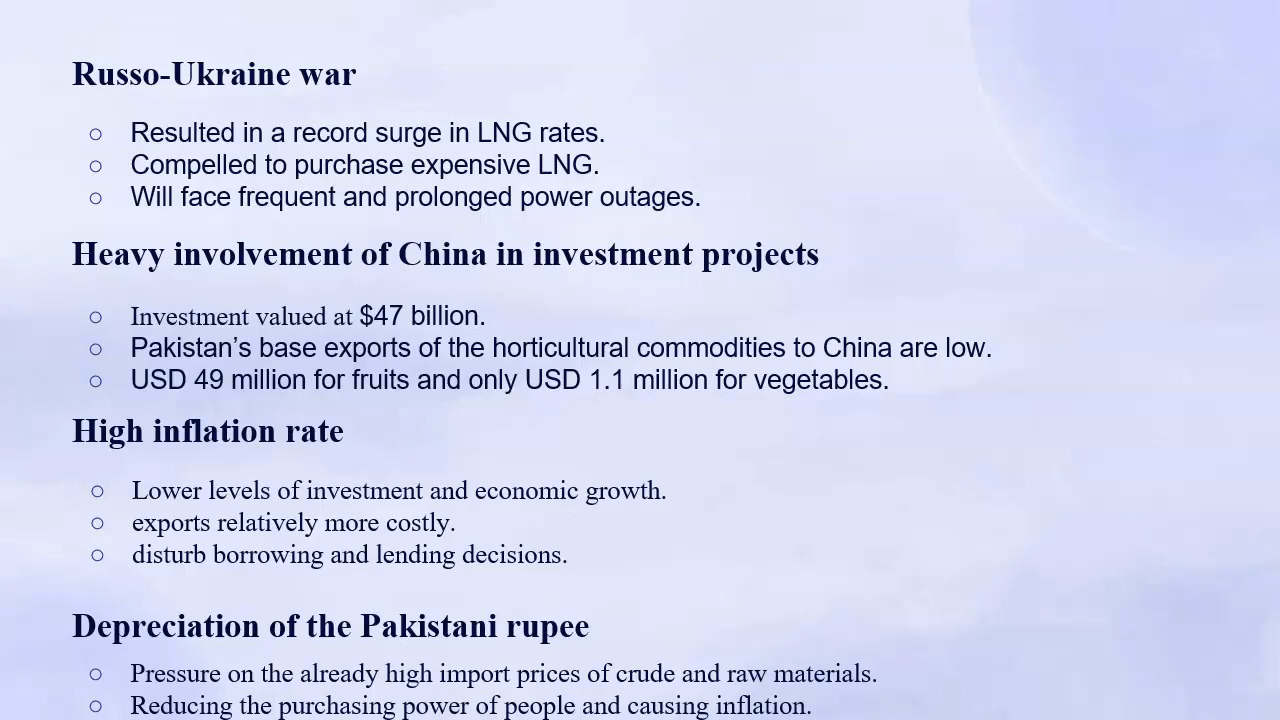 Russo-Ukraine war
○ Resulted in a record surge in LNG rates.
○ Compelled to purchase expensive LNG.
○ Will face frequent and prolonged power outages.
Heavy involvement of China in investment projects
○ Investment valued at $47 billion.
○ Pakistan’s base exports of the horticultural commodities to China are low.
○ USD 49 million for fruits and only USD 1.1 million for vegetables.
High inflation rate
○ Lower levels of investment and economic growth.
○ exports relatively more costly.
○ disturb borrowing and lending decisions.
Depreciation of the Pakistani rupee
○ Pressure on the already high import prices of crude and raw materials.
○ Reducing the purchasing power of people and causing inflation.